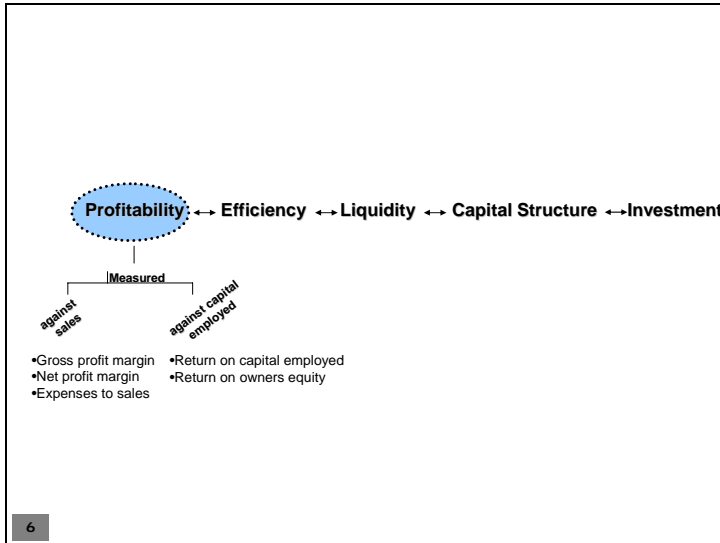 Profitability ↔ Efficiency ↔ Liquidity ↔ Capital Structure ↔ Investment
Measured
against
sales
against capital
employed
•Gross profit margin
•Net profit margin
•Expenses to sales
•Return on capital employed
•Return on owners equity
6